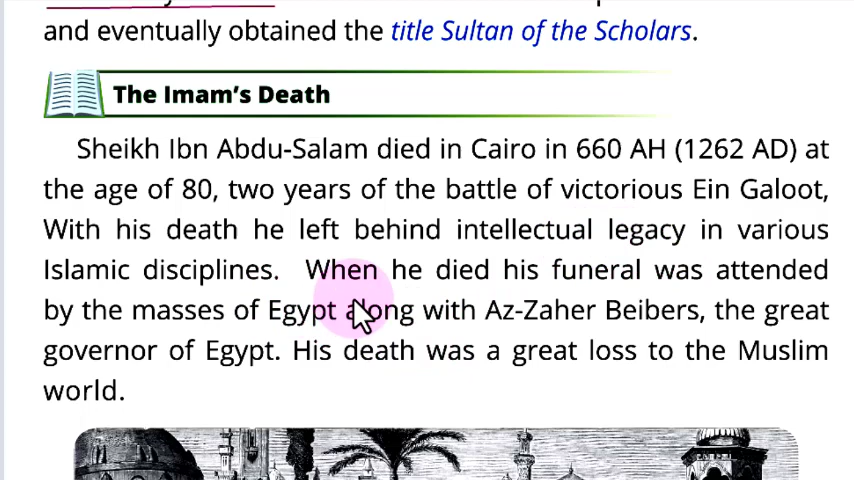 and eventually obtained the title Sultan of the Scholars.
The Imam's Death
Sheikh Ibn Abdu-Salam died in Cairo in 660 AH (1262 AD) at
the age of 80, two years of the battle of victorious Ein Galoot,
With his death he left behind intellectual legacy in various
Islamic disciplines. When he died his funeral was attended
by the masses of Egypt along with Az-Zaher Beibers, the great
governor of Egypt. His death was a great loss to the Muslim
world.